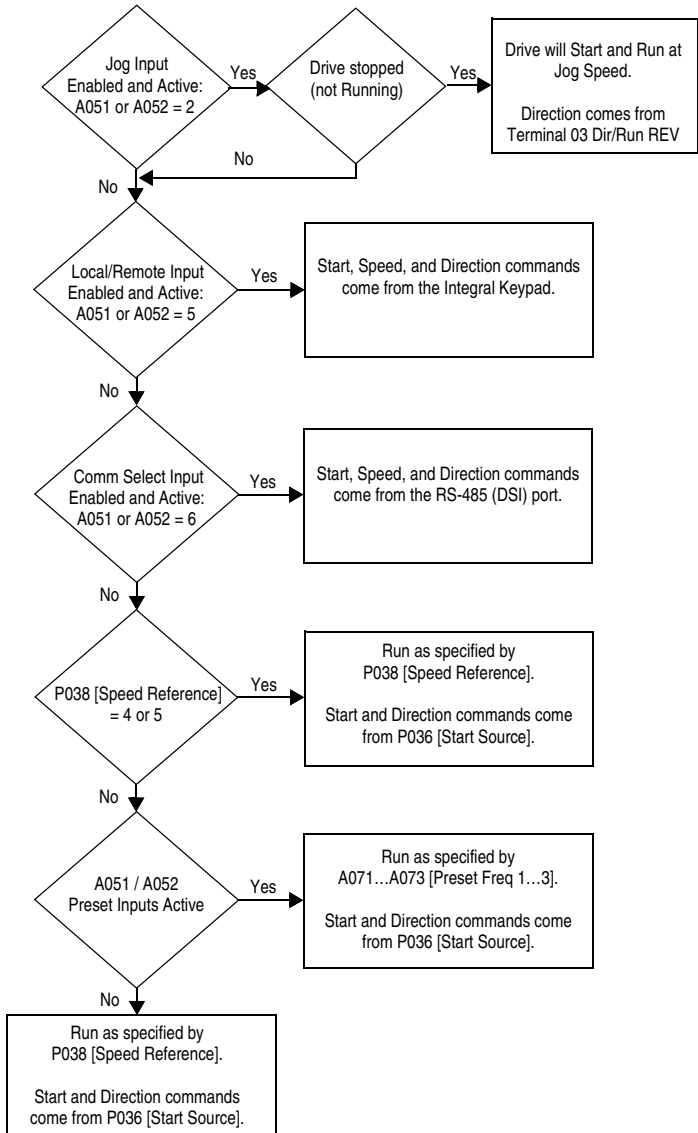 Jog Input
Enabled and Active:
A051 or A052 = 2
Yes
Drive stopped
(not Running)
Yes
Drive will Start and Run at
Jog Speed.
Direction comes from
Terminal 03 Dir/Run REV
No
No
Local/Remote Input
Enabled and Active:
A051 or A052 = 5
Yes
Start, Speed, and Direction commands
come from the Integral Keypad.
No
Comm Select Input
Enabled and Active:
A051 or A052 = 6
Yes
Start, Speed, and Direction commands
come from the RS-485 (DSI) port.
No
P038 [Speed Reference]
= 4 or 5
Yes
Run as specified by
P038 [Speed Reference].
Start and Direction commands come
from P036 [Start Source].
No
A051 / A052
Preset Inputs Active
Yes
Run as specified by
A071…A073 [Preset Freq 1…3].
Start and Direction commands come
from P036 [Start Source].
No
Run as specified by
P038 [Speed Reference].
Start and Direction commands
come from P036 [Start Source].